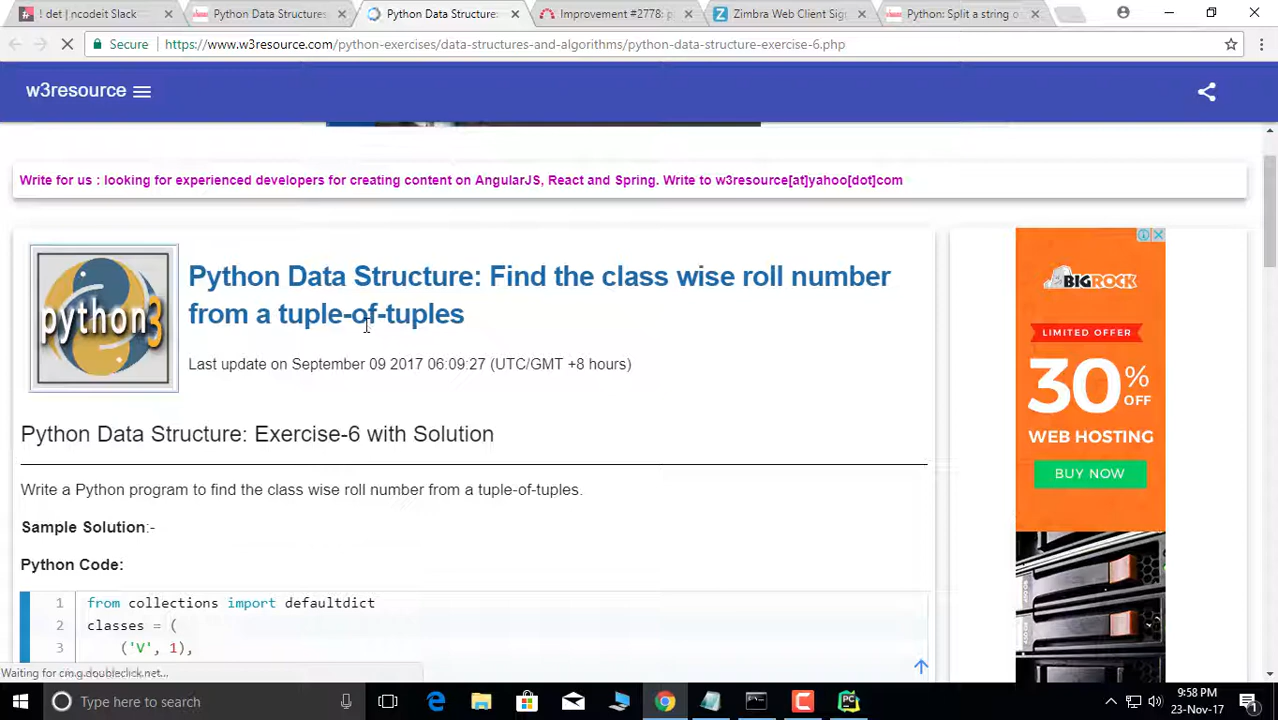 ! det | ncodeit Slack
Python Data Structures
Python Data Structure:
Improvement #2778: p
Zimbra Web Client Sig
Python: Split a string o
Secure
https://www.w3resource.com/python-exercises/data-structures-and-algorithms/python-data-structure-exercise-6.php
w3resource
Write for us : looking for experienced developers for creating content on AngularJS, React and Spring. Write to w3resource[at]yahoo[dot]com
python3
Python Data Structure: Find the class wise roll number
from a tuple-of-tuples
Last update on September 09 2017 06:09:27 (UTC/GMT +8 hours)
Python Data Structure: Exercise-6 with Solution
Write a Python program to find the class wise roll number from a tuple-of-tuples.
Sample Solution:-
Python Code:
1 from collections import defaultdict
2 classes = (
3 ('V', 1),
BIGROCK
LIMITED OFFER
30% OFF
WEB HOSTING
BUY NOW
Waiting for cm.g.doubleclick.net...
Type here to search
9:58 PM
23-Nov-17
1